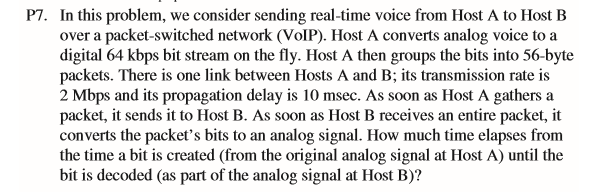 P7. In this problem, we consider sending real-time voice from Host A to Host B
over a packet-switched network (VoIP). Host A converts analog voice to a
digital 64 kbps bit stream on the fly. Host A then groups the bits into 56-byte
packets. There is one link between Hosts A and B; its transmission rate is
2 Mbps and its propagation delay is 10 msec. As soon as Host A gathers a
packet, it sends it to Host B. As soon as Host B receives an entire packet, it
converts the packet's bits to an analog signal. How much time elapses from
the time a bit is created (from the original analog signal at Host A) until the
bit is decoded (as part of the analog signal at Host B)?